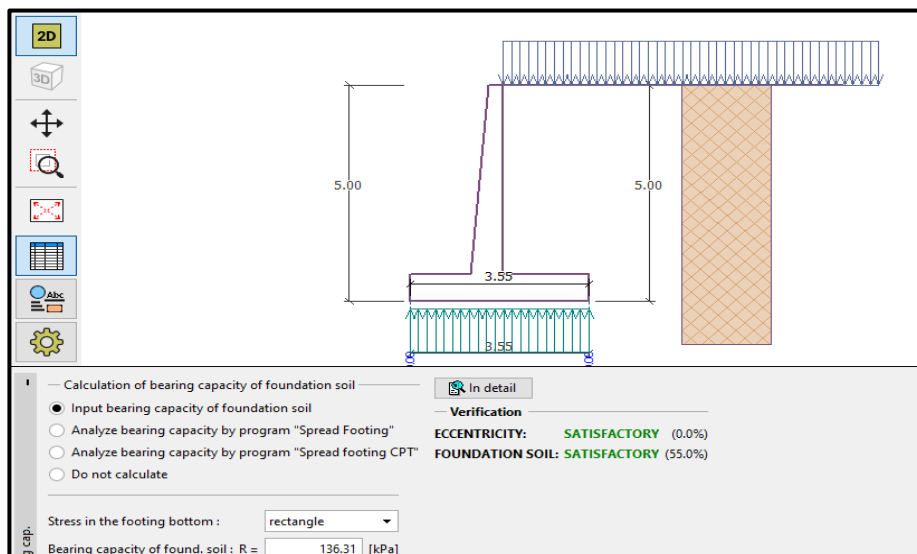 2D
3D
Abc
5.00
5.00
3.55
3.55
Calculation of bearing capacity of foundation soil
Input bearing capacity of foundation soil
Analyze bearing capacity by program "Spread Footing"
Analyze bearing capacity by program "Spread footing CPT"
Do not calculate
Stress in the footing bottom : rectangle
Bearing capacity of found. soil : R = 136.31 [kPa]
In detail
Verification
ECCENTRICITY: SATISFACTORY (0.0%)
FOUNDATION SOIL: SATISFACTORY (55.0%)
cap.